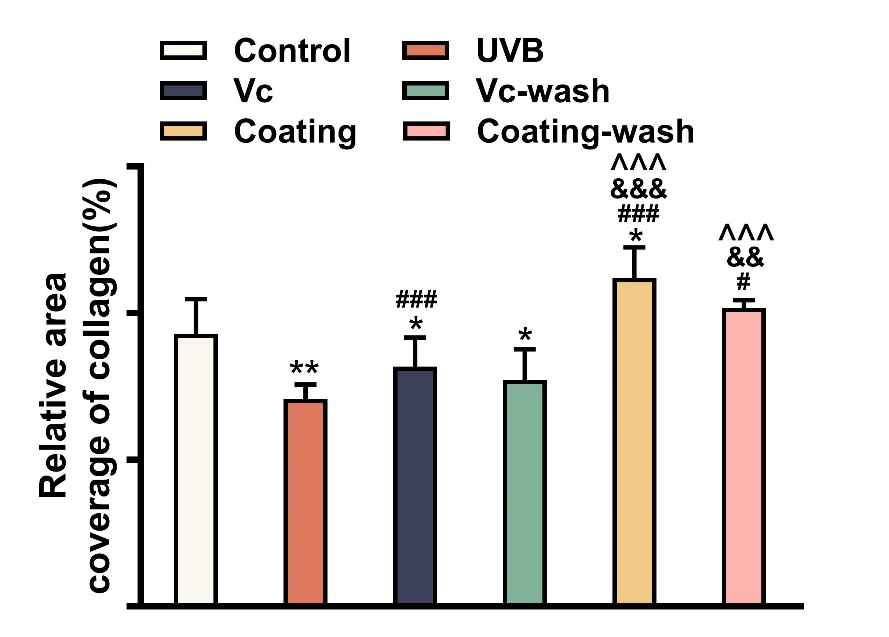 Control UVB
Vc Vc-wash
Coating Coating-wash
Relative area
coverage of collagen(%)
**
###
*
*
^^^
&&&
###
*
^^^
&&
#